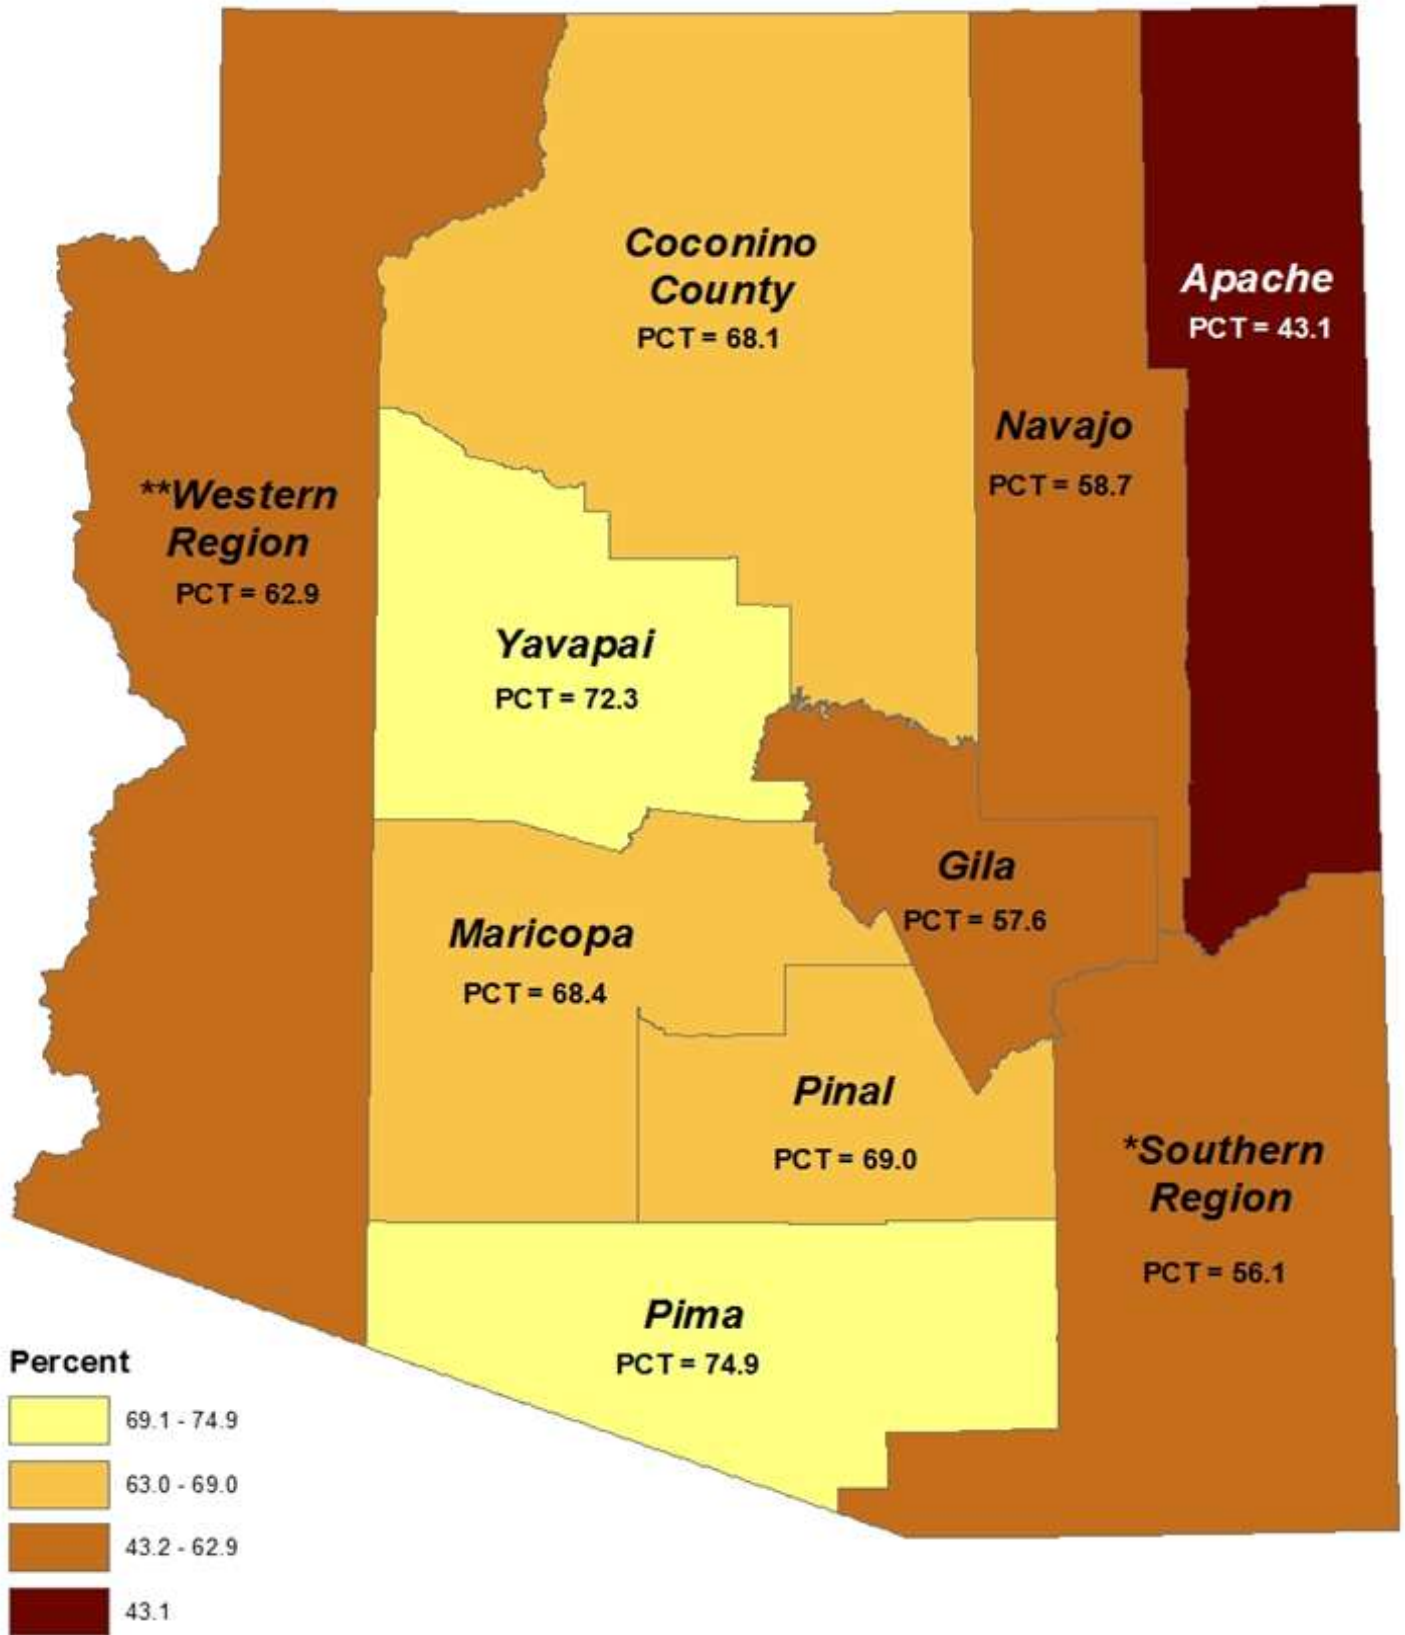 Coconino
County
PCT = 68.1
Apache
PCT = 43.1
Navajo
PCT = 58.7
**Western
Region
PCT = 62.9
Yavapai
PCT = 72.3
Gila
PCT = 57.6
Maricopa
PCT = 68.4
Pinal
PCT = 69.0
*Southern
Region
PCT = 56.1
Pima
PCT = 74.9
Percent
69.1 - 74.9
63.0 - 69.0
43.2 - 62.9
43.1